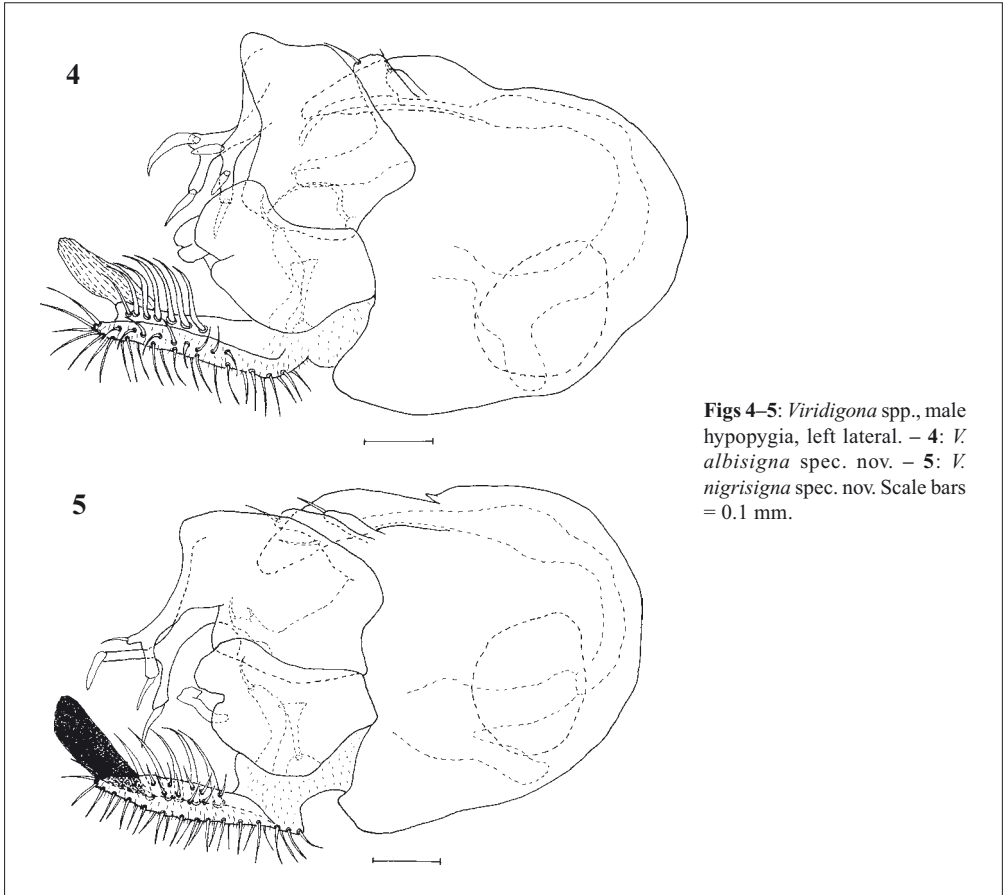 4
5
Figs 4–5: Viridigona spp., male
hypopygia, left lateral. – 4: V.
albisigna spec. nov. – 5: V.
nigrisigna spec. nov. Scale bars
= 0.1 mm.